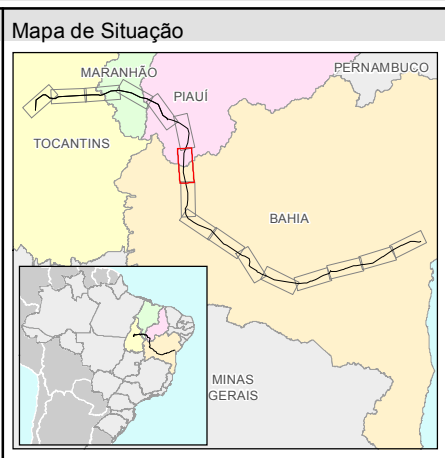 Mapa de Situação
PERNAMBUCO
MARANHÃO
PIAUÍ
TOCANTINS
BAHIA
MINAS
GERAIS